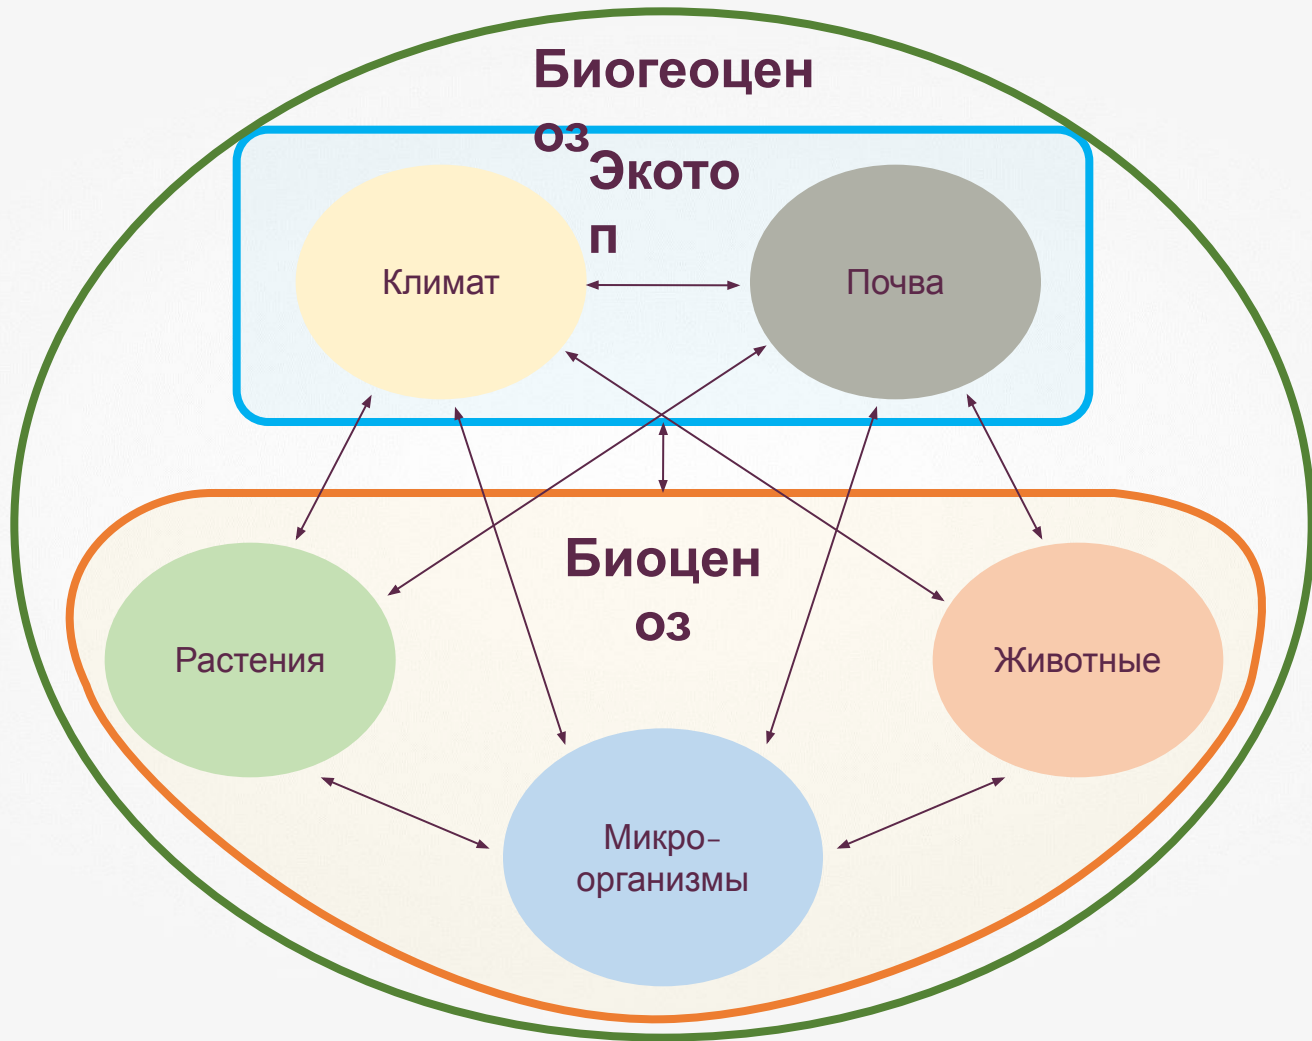 Биогеоцен
оз
Экото
п
Климат
Почва
Биоцен
оз
Растения
Животные
Микро-
организмы